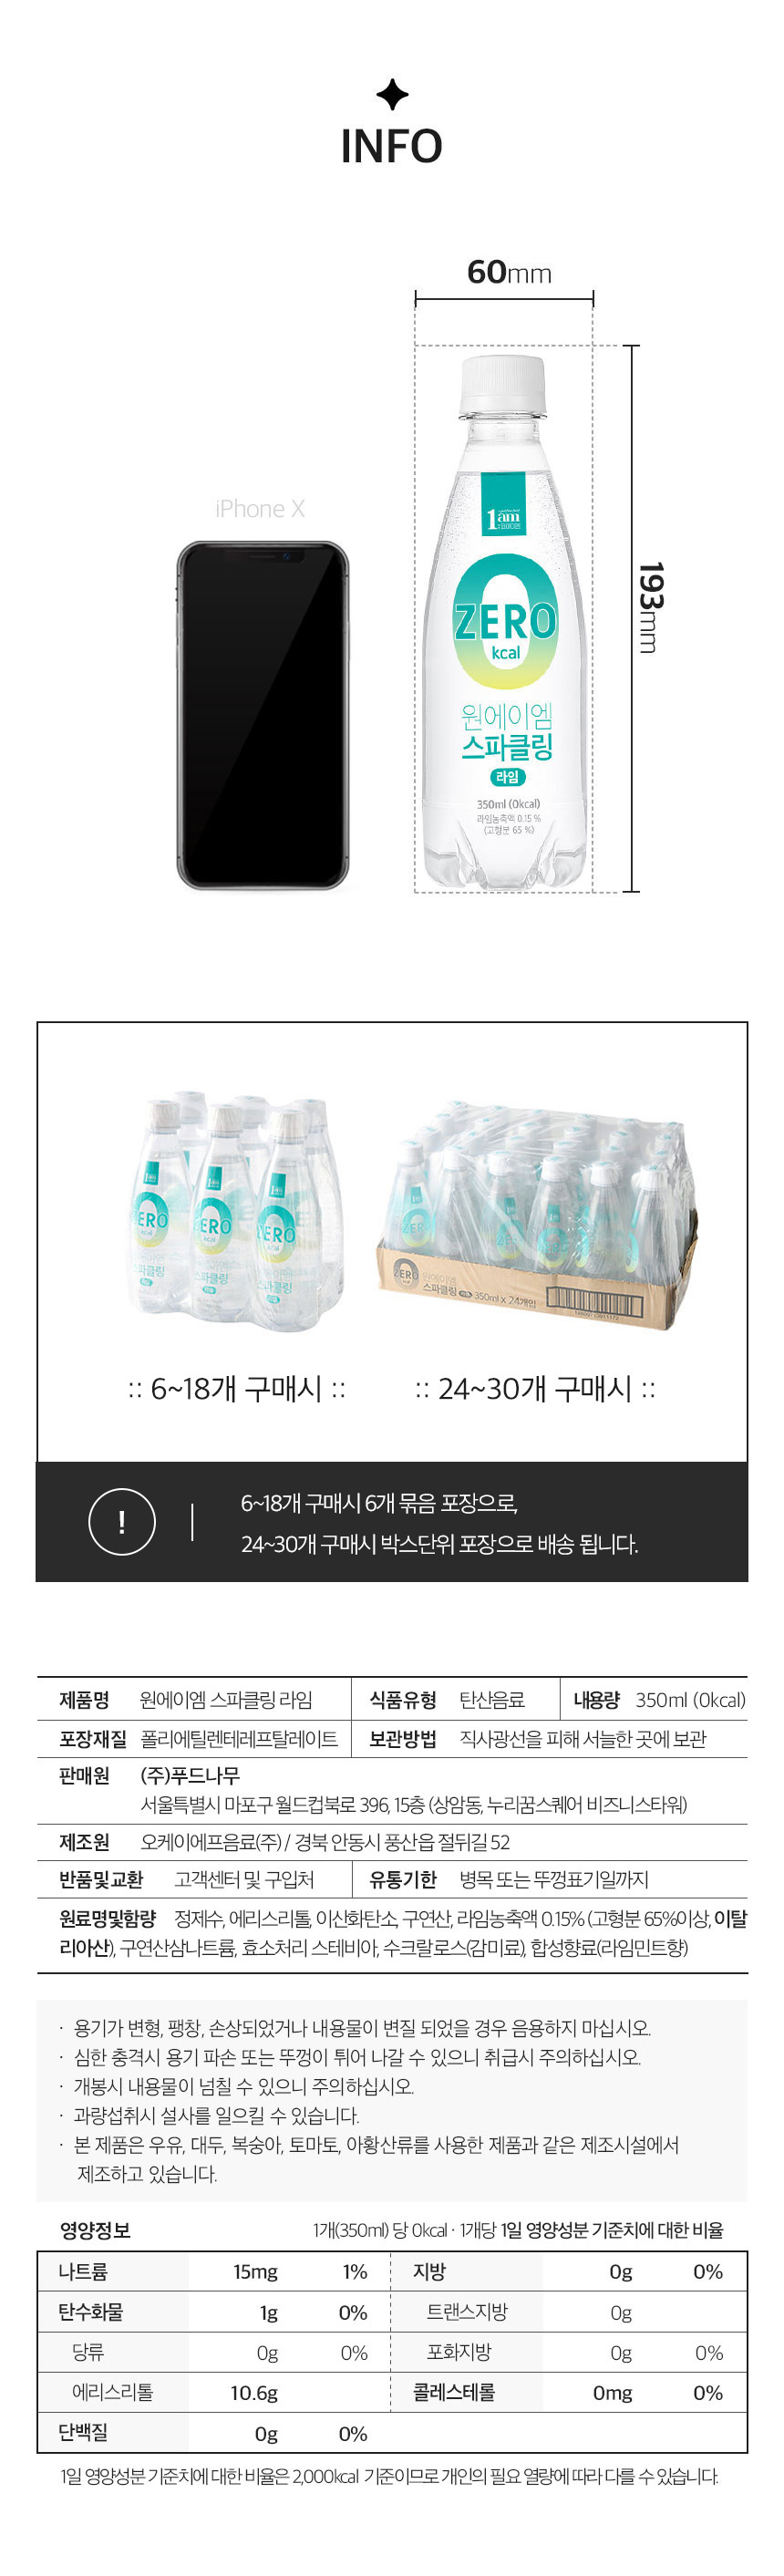 INFO
60mm
iPhone X
193mm
1am
원에이엠
ZERO
kcal
원에이엠
스파클링
라임
350ml (0kcal)
라임농축액 0.15 %
(고형분 65 %)
ZERO
원에이엠
스파클링 라임 350ml x 24개입
:: 6~18개 구매시 ::
:: 24~30개 구매시 ::
!
6~18개 구매시 6개 묶음 포장으로,
24~30개 구매시 박스단위 포장으로 배송 됩니다.
제품명 원에이엠 스파클링 라임 식품유형 탄산음료 내용량 350ml (0kcal)
포장재질 폴리에틸렌테레프탈레이트 보관방법 직사광선을 피해 서늘한 곳에 보관
판매원 (주)푸드나무
서울특별시 마포구 월드컵북로 396, 15층 (상암동, 누리꿈스퀘어 비즈니스타워)
제조원 오케이에프음료(주) / 경북 안동시 풍산읍 절뒤길 52
반품및교환 고객센터 및 구입처 유통기한 병목 또는 뚜껑표기일까지
원료명및함량 정제수, 에리스리톨, 이산화탄소, 구연산, 라임농축액 0.15% (고형분 65%이상, 이탈
리아산), 구연산삼나트륨, 효소처리 스테비아, 수크랄로스(감미료), 합성향료(라임민트향)
· 용기가 변형, 팽창, 손상되었거나 내용물이 변질 되었을 경우 음용하지 마십시오.
· 심한 충격시 용기 파손 또는 뚜껑이 튀어 나갈 수 있으니 취급시 주의하십시오.
· 개봉시 내용물이 넘칠 수 있으니 주의하십시오.
· 과량섭취시 설사를 일으킬 수 있습니다.
· 본 제품은 우유, 대두, 복숭아, 토마토, 아황산류를 사용한 제품과 같은 제조시설에서
제조하고 있습니다.
영양정보 1개(350ml) 당 0kcal · 1개당 1일 영양성분 기준치에 대한 비율
나트륨 15mg 1% 지방 0g 0%
탄수화물 1g 0% 트랜스지방 0g
당류 0g 0% 포화지방 0g 0%
에리스리톨 10.6g 콜레스테롤 0mg 0%
단백질 0g 0%
1일 영양성분 기준치에 대한 비율은 2,000kcal 기준이므로 개인의 필요 열량에 따라 다를 수 있습니다.